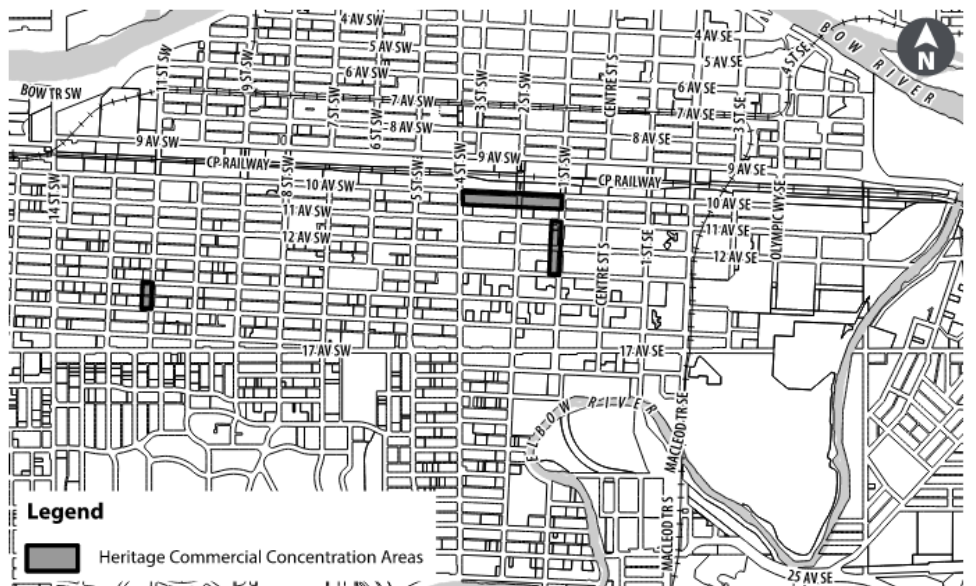 4 AV SW
4 AV SE
BOW RIVER
N
11 ST SW
9 ST SW
5 AV SW
5 AV SE
4 ST SE
6 AV SW
6 AV SE
BOW TR SW
7 ST SW
6 ST SW
3 ST SW
2 ST SW
CENTRE ST S
7 AV SW
7 AV SE
3 ST SE
8 AV SW
8 AV SE
9 AV SW
9 AV SW
9 AV SE
CP RAILWAY
CP RAILWAY
14 ST SW
8 ST SW
5 ST SW
4 ST SW
1 ST SW
10 AV SW
10 AV SE
11 AV SW
11 AV SE
12 AV SW
12 AV SE
OLYMPIC WY SE
CENTRE ST S
1 ST SE
17 AV SW
17 AV SE
ELBOW RIVER
MACLEOD TR SE
MACLEOD TR S
25 AV SE
Legend
Heritage Commercial Concentration Areas